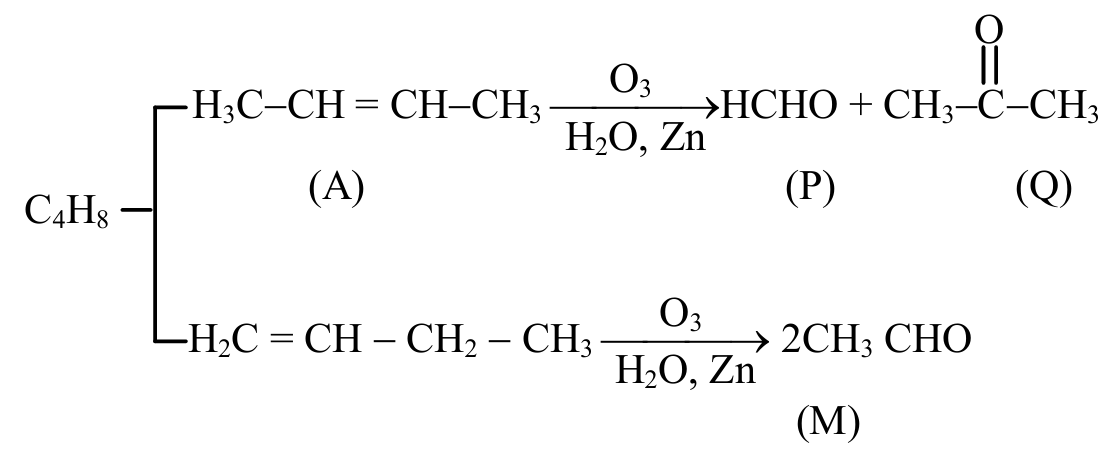 O
O₃
H₃C–CH = CH–CH₃ → HCHO + CH₃–C–CH₃
H₂O, Zn
(A) (P) (Q)
C₄H₈
O₃
H₂C = CH – CH₂ – CH₃ → 2CH₃ CHO
H₂O, Zn
(M)